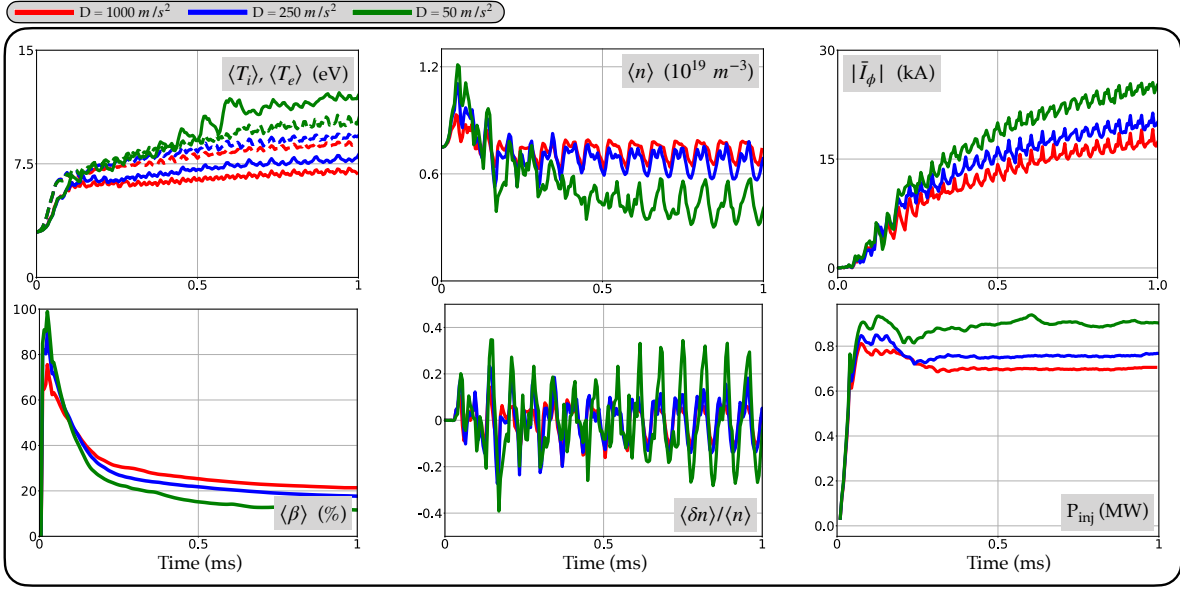 D = 1000 m/s² D = 250 m/s² D = 50 m/s²
15
7.5
0
0 0.5 1
⟨T_i⟩, ⟨T_e⟩ (eV)
1.2
0.6
0
0 0.5 1
⟨n⟩ (10¹⁹ m⁻³)
30
15
0
0 0.5 1.0
|Ī_ϕ| (kA)
100
80
60
40
20
0
0 0.5 1
⟨β⟩ (%)
Time (ms)
0.4
0.2
0
-0.2
-0.4
0 0.5 1
⟨δn⟩/⟨n⟩
Time (ms)
0.8
0.6
0.4
0.2
0.0
0 0.5 1
P_inj (MW)
Time (ms)